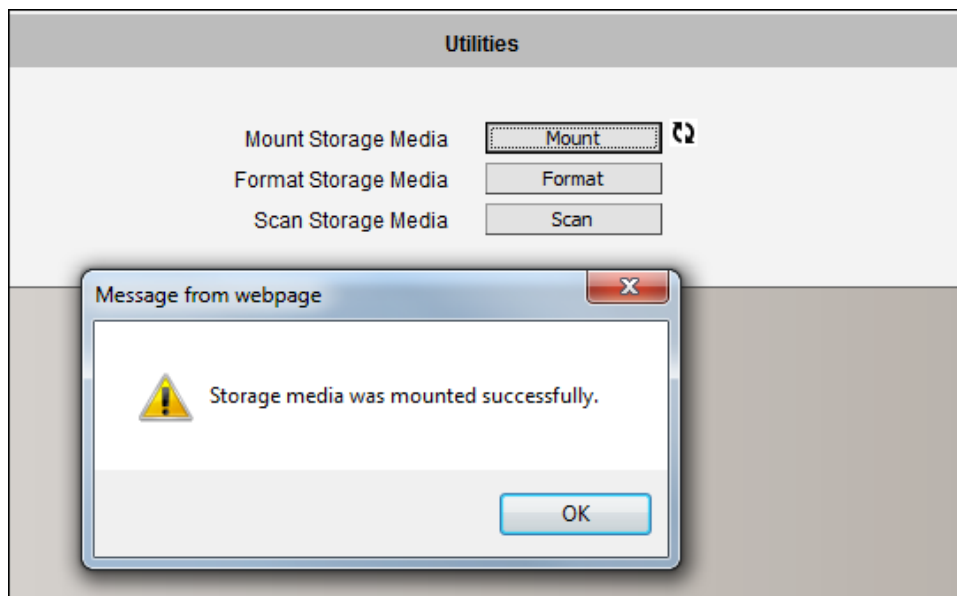 Utilities
Mount Storage Media Mount
Format Storage Media Format
Scan Storage Media Scan
Message from webpage
Storage media was mounted successfully.
OK